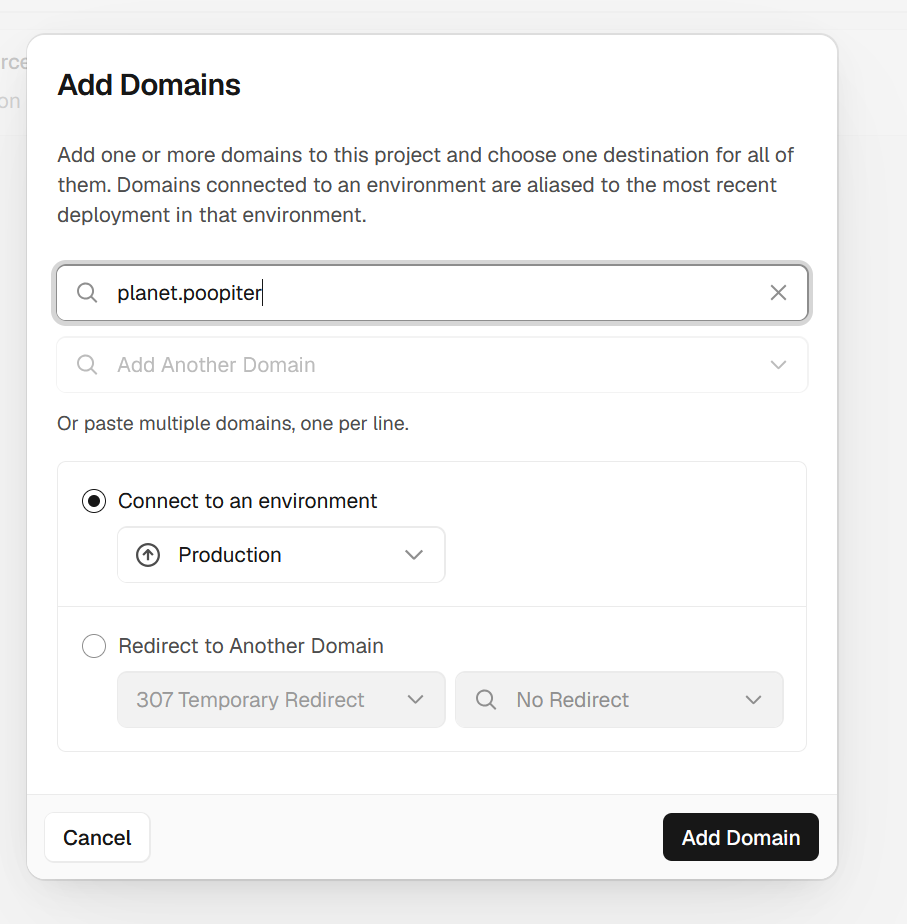 rce
on
Add Domains
Add one or more domains to this project and choose one destination for all of
them. Domains connected to an environment are aliased to the most recent
deployment in that environment.
planet.poopiter
Add Another Domain
Or paste multiple domains, one per line.
Connect to an environment
Production
Redirect to Another Domain
307 Temporary Redirect
No Redirect
Cancel
Add Domain